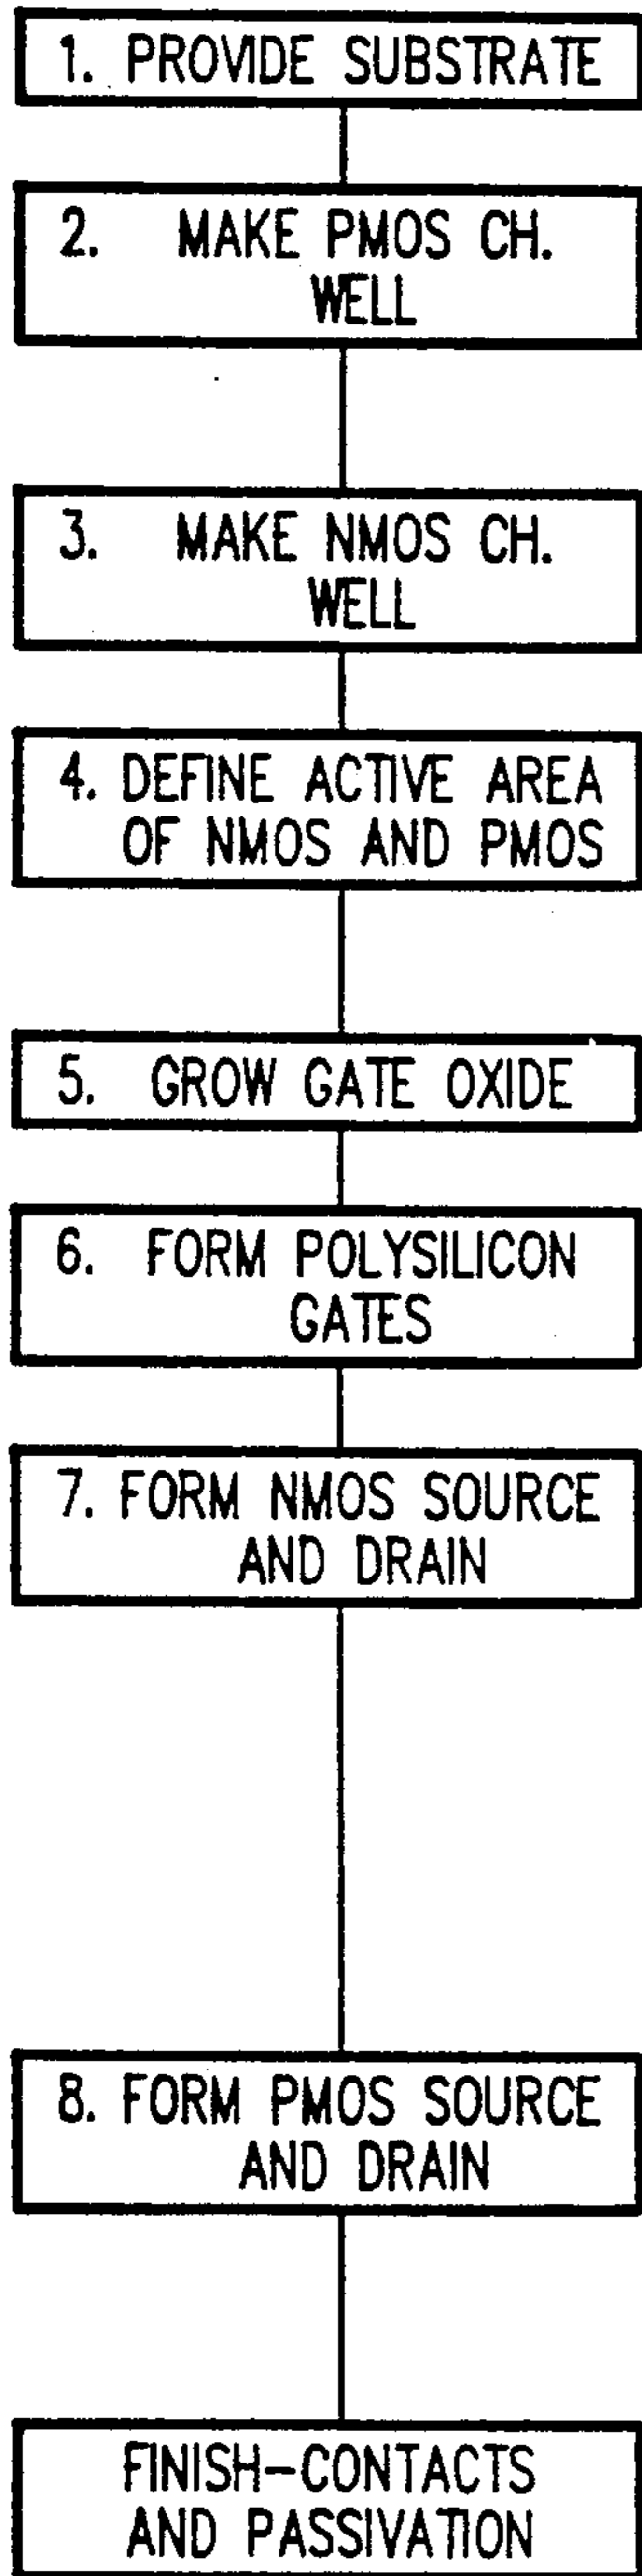 1. PROVIDE SUBSTRATE
2. MAKE PMOS CH.
WELL
3. MAKE NMOS CH.
WELL
4. DEFINE ACTIVE AREA
OF NMOS AND PMOS
5. GROW GATE OXIDE
6. FORM POLYSILICON
GATES
7. FORM NMOS SOURCE
AND DRAIN
8. FORM PMOS SOURCE
AND DRAIN
FINISH-CONTACTS
AND PASSIVATION